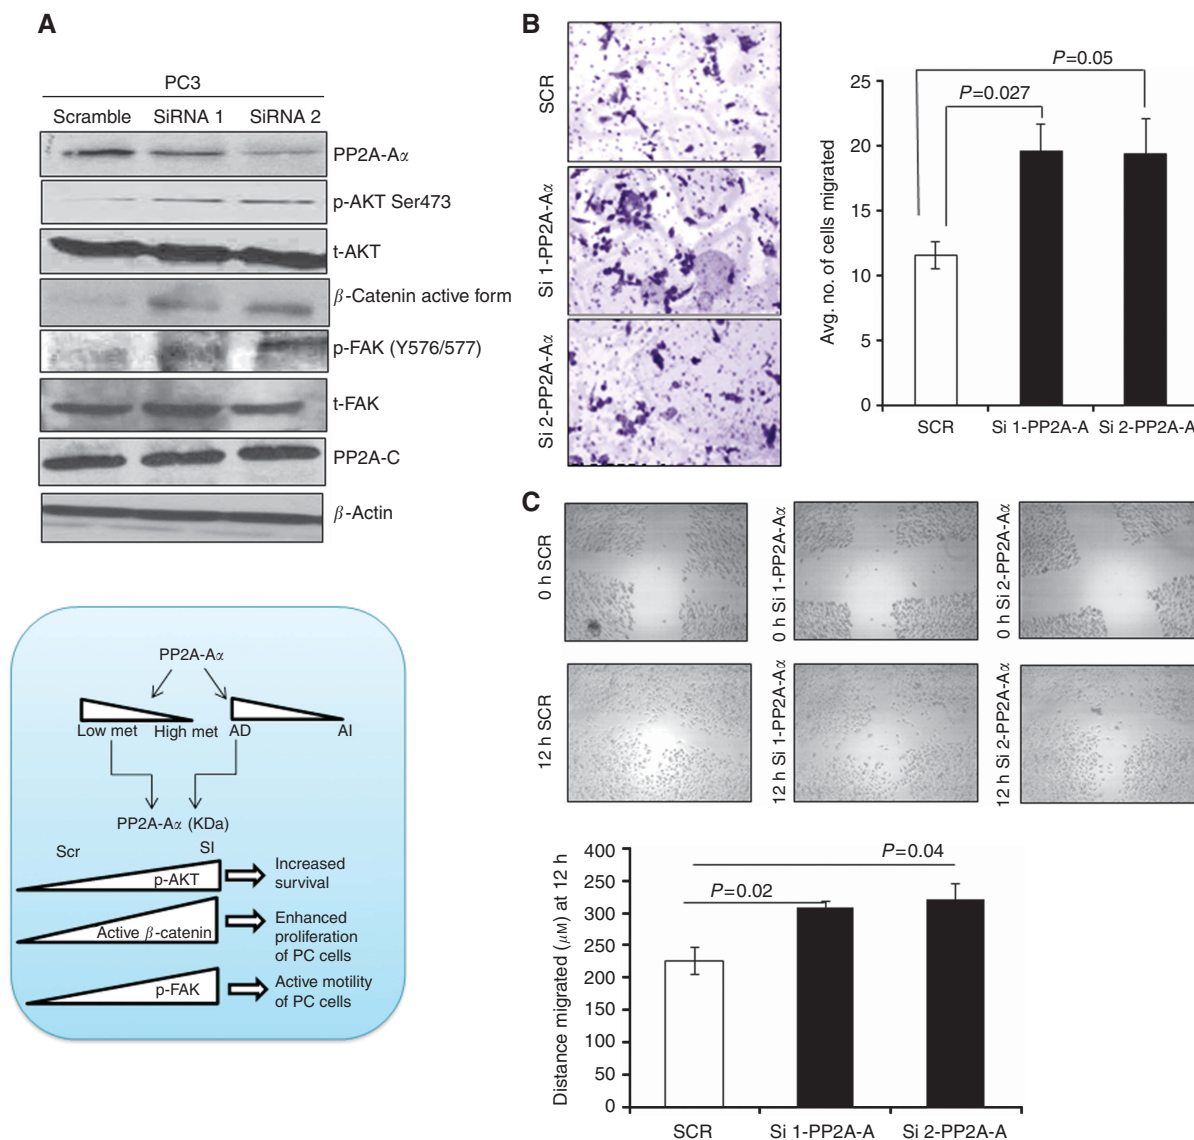 A
PC3
Scramble SiRNA 1 SiRNA 2
PP2A-Aα
p-AKT Ser473
t-AKT
β-Catenin active form
p-FAK (Y576/577)
t-FAK
PP2A-C
β-Actin
PP2A-Aα
Low met High met AD AI
PP2A-Aα (KDa)
Scr SI
p-AKT
Increased
survival
Active β-catenin
Enhanced
proliferation
of PC cells
p-FAK
Active motility
of PC cells
B
SCR
Si 1-PP2A-Aα
Si 2-PP2A-Aα
P=0.05
P=0.027
Avg. no. of cells migrated
25
20
15
10
5
0
SCR Si 1-PP2A-A Si 2-PP2A-A
C
0 h SCR
0 h Si 1-PP2A-Aα
0 h Si 2-PP2A-Aα
12 h SCR
12 h Si 1-PP2A-Aα
12 h Si 2-PP2A-Aα
Distance migrated (μM) at 12 h
400
350
300
250
200
150
100
50
0
P=0.04
P=0.02
SCR Si 1-PP2A-A Si 2-PP2A-A